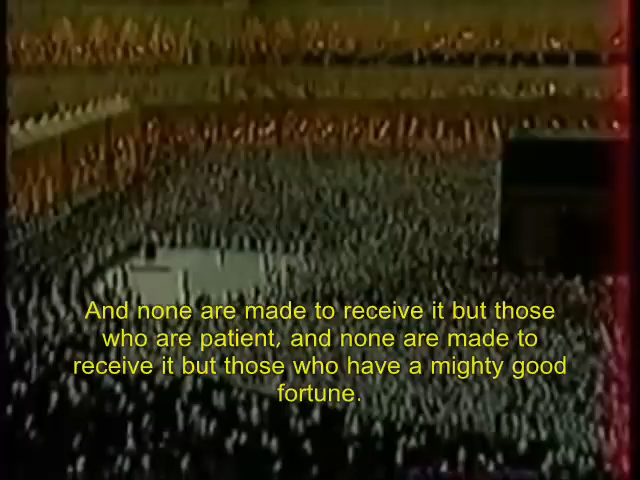 And none are made to receive it but those
who are patient, and none are made to
receive it but those who have a mighty good
fortune.